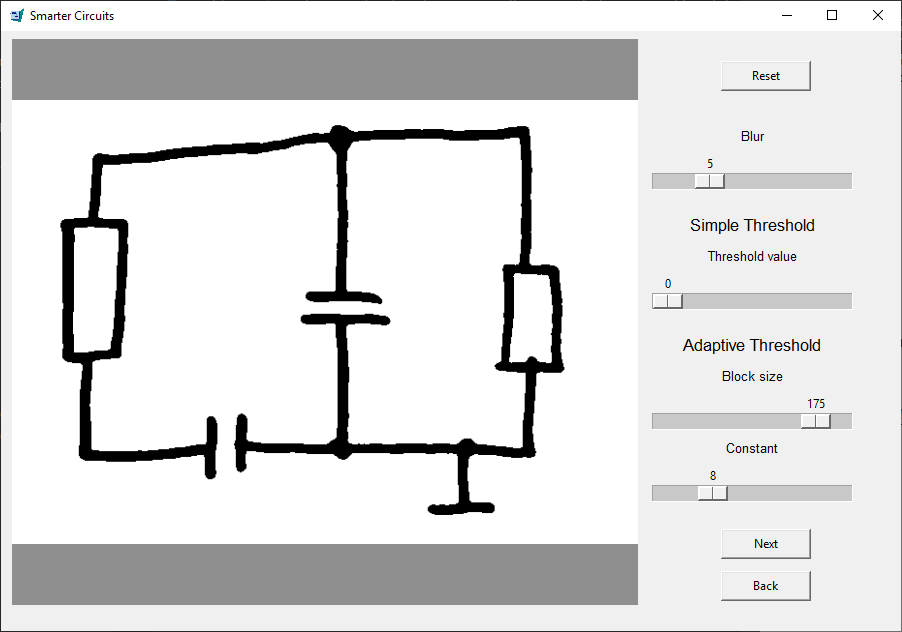 Smarter Circuits
Reset
Blur
5
Simple Threshold
Threshold value
0
Adaptive Threshold
Block size
175
Constant
8
Next
Back